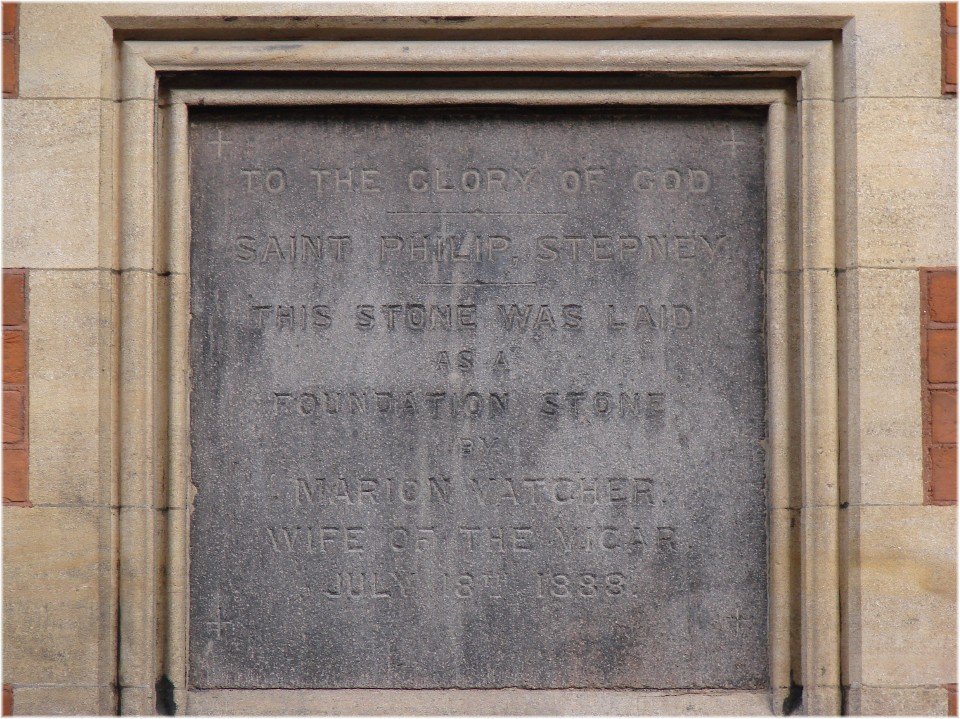 TO THE GLORY OF GOD
SAINT PHILIP, STEPNEY.
THIS STONE WAS LAID
AS A
FOUNDATION STONE
BY
MARION VATCHER.
WIFE OF THE VICAR.
JULY 18TH 1888.